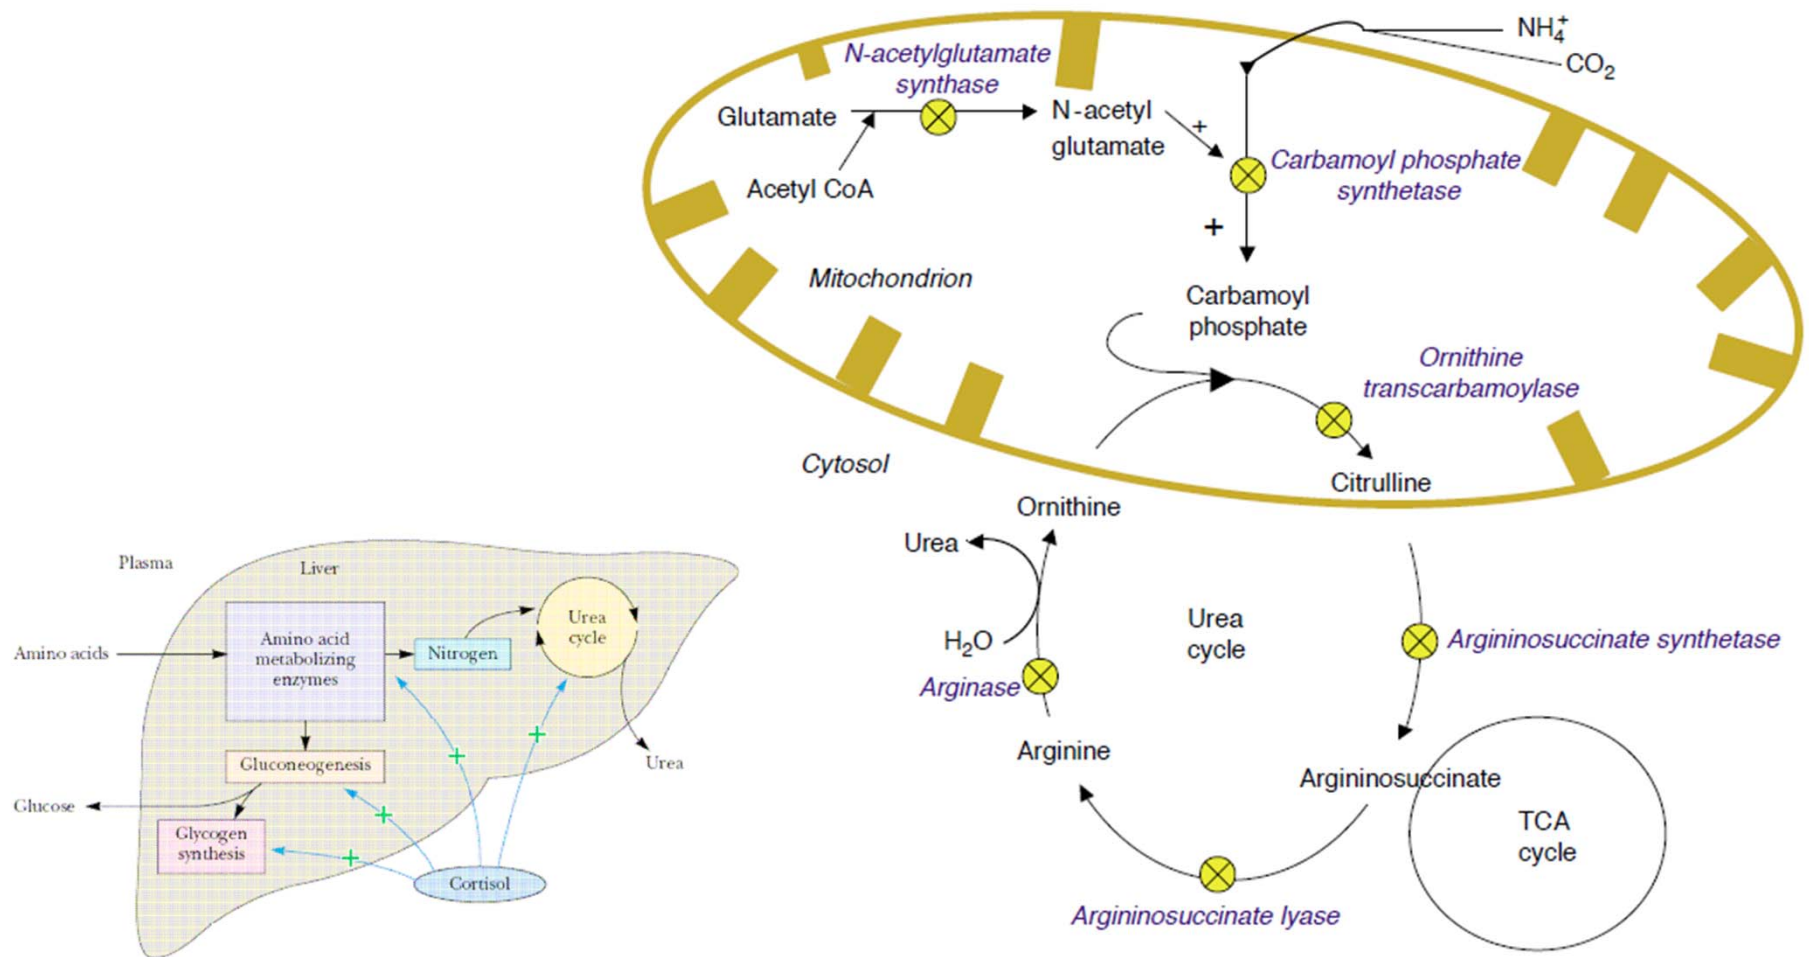 N-acetylglutamate
synthase
Glutamate
Acetyl CoA
N-acetyl
glutamate
+
NH₄⁺
CO₂
Carbamoyl phosphate
synthetase
+
Mitochondrion
Carbamoyl
phosphate
Ornithine
transcarbamoylase
Cytosol
Citrulline
Ornithine
Urea
H₂O
Arginase
Urea
cycle
Argininosuccinate synthetase
Arginine
Argininosuccinate
TCA
cycle
Argininosuccinate lyase
Plasma
Liver
Amino acids
Amino acid
metabolizing
enzymes
Nitrogen
Urea
cycle
Urea
Gluconeogenesis
Glucose
Glycogen
synthesis
+
+
+
+
Cortisol